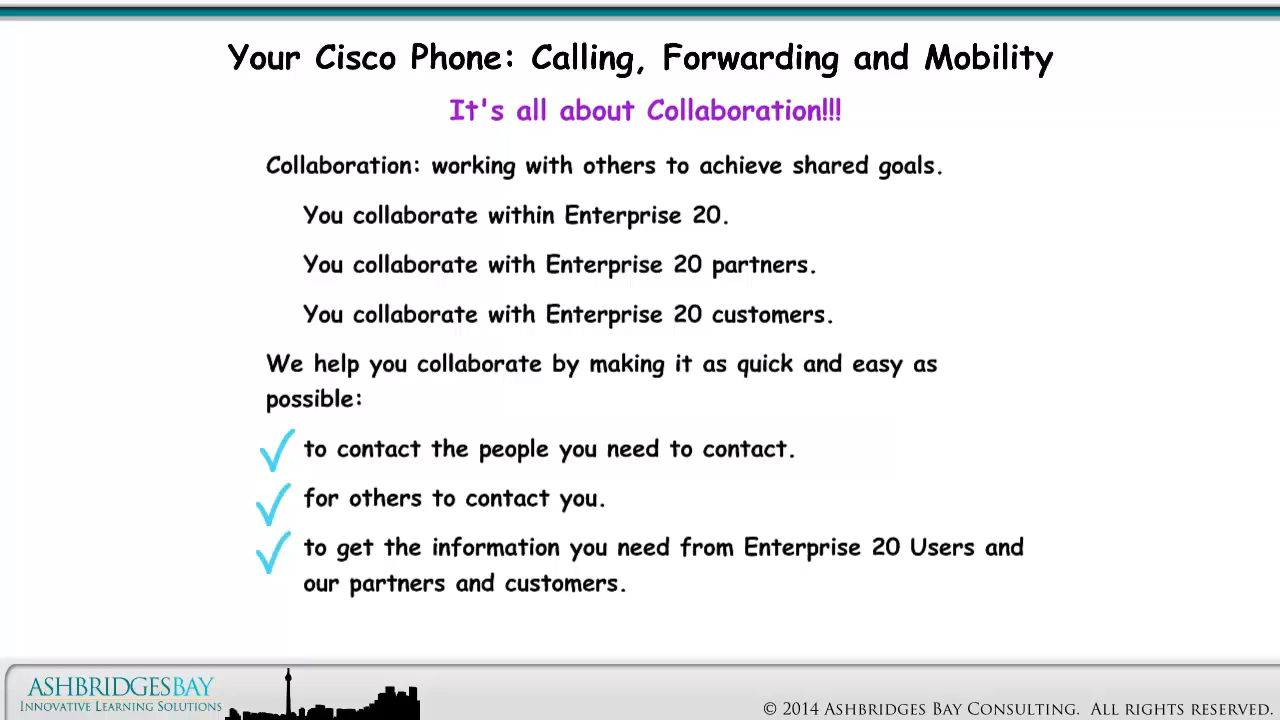 Your Cisco Phone: Calling, Forwarding and Mobility
It's all about Collaboration!!!
Collaboration: working with others to achieve shared goals.
You collaborate within Enterprise 20.
You collaborate with Enterprise 20 partners.
You collaborate with Enterprise 20 customers.
We help you collaborate by making it as quick and easy as
possible:
to contact the people you need to contact.
for others to contact you.
to get the information you need from Enterprise 20 Users and
our partners and customers.
ASHBRIDGESBAY
INNOVATIVE LEARNING SOLUTIONS
© 2014 ASHBRIDGES BAY CONSULTING. ALL RIGHTS RESERVED.